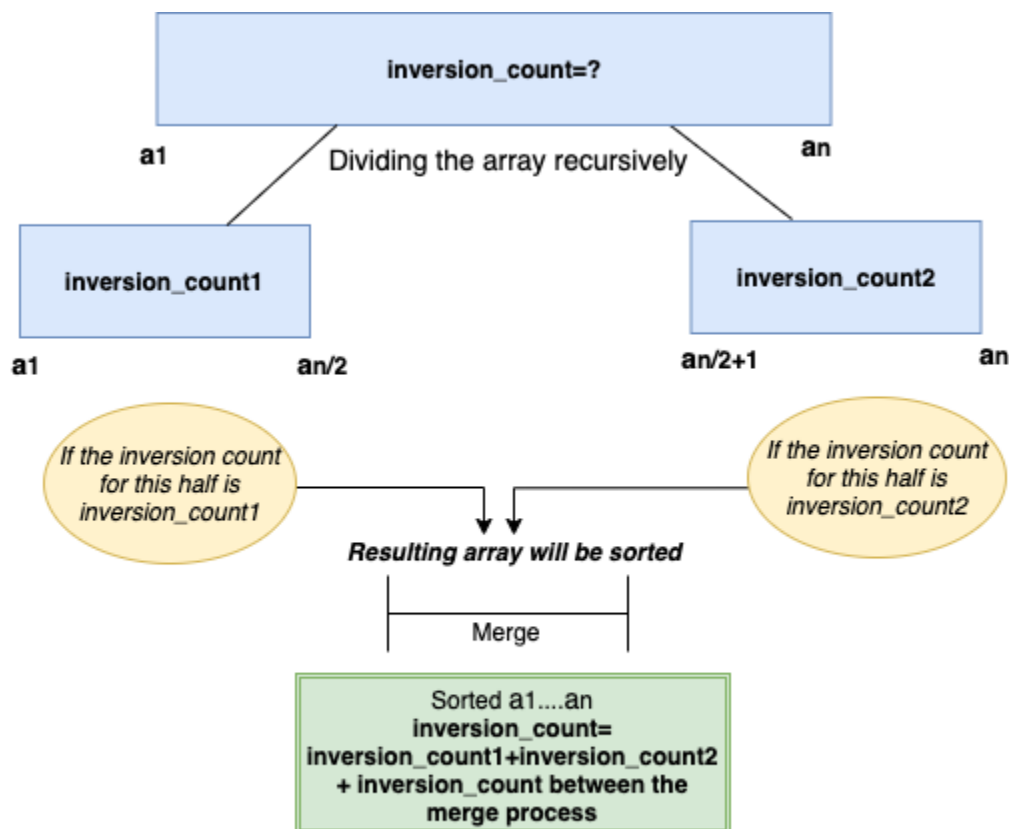 inversion_count=?
a1
an
Dividing the array recursively
inversion_count1
inversion_count2
a1
an/2
an/2+1
an
If the inversion count
for this half is
inversion_count1
If the inversion count
for this half is
inversion_count2
Resulting array will be sorted
Merge
Sorted a1....an
inversion_count=
inversion_count1+inversion_count2
+ inversion_count between the
merge process